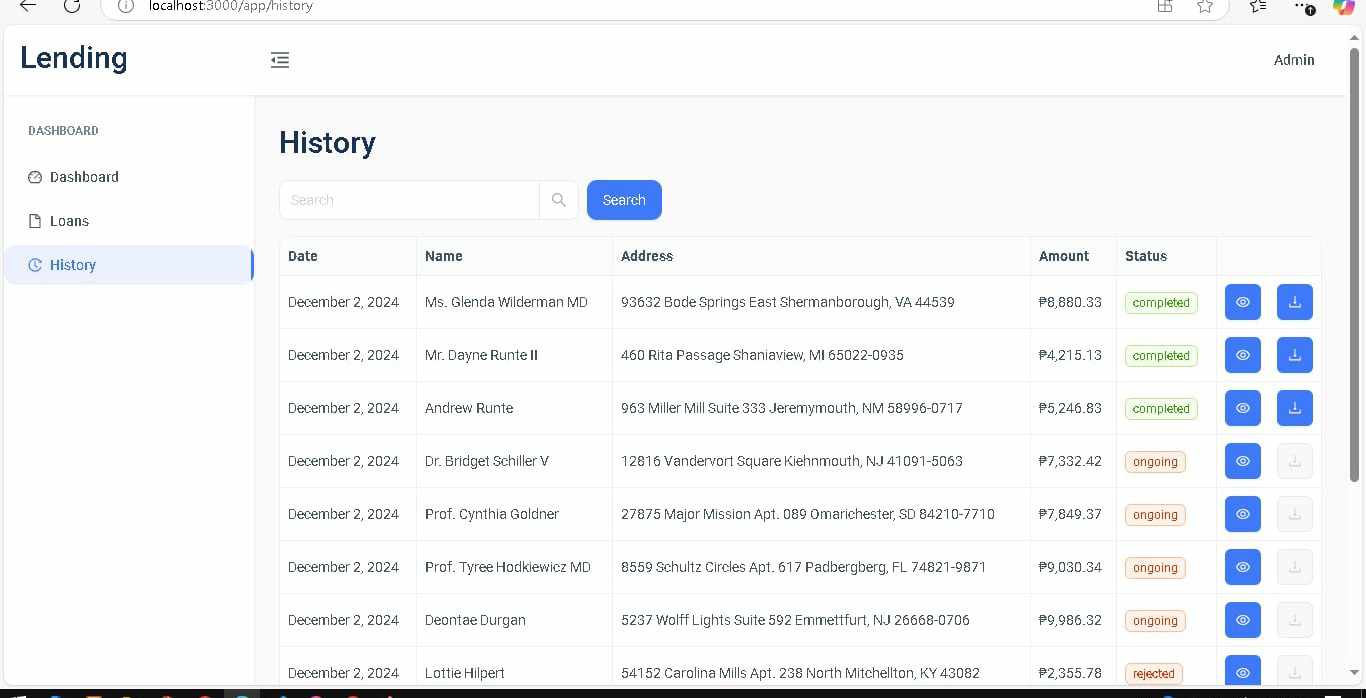 localhost:3000/app/history
Lending
Admin
DASHBOARD
Dashboard
Loans
History
History
Search Search
Date Name Address Amount Status
December 2, 2024 Ms. Glenda Wilderman MD 93632 Bode Springs East Shermanborough, VA 44539 ₱8,880.33 completed
December 2, 2024 Mr. Dayne Runte II 460 Rita Passage Shaniaview, MI 65022-0935 ₱4,215.13 completed
December 2, 2024 Andrew Runte 963 Miller Mill Suite 333 Jeremymouth, NM 58996-0717 ₱5,246.83 completed
December 2, 2024 Dr. Bridget Schiller V 12816 Vandervort Square Kiehnmouth, NJ 41091-5063 ₱7,332.42 ongoing
December 2, 2024 Prof. Cynthia Goldner 27875 Major Mission Apt. 089 Omarichester, SD 84210-7710 ₱7,849.37 ongoing
December 2, 2024 Prof. Tyree Hodkiewicz MD 8559 Schultz Circles Apt. 617 Padbergberg, FL 74821-9871 ₱9,030.34 ongoing
December 2, 2024 Deontae Durgan 5237 Wolff Lights Suite 592 Emmettfurt, NJ 26668-0706 ₱9,986.32 ongoing
December 2, 2024 Lottie Hilpert 54152 Carolina Mills Apt. 238 North Mitchellton, KY 43082 ₱2,355.78 rejected